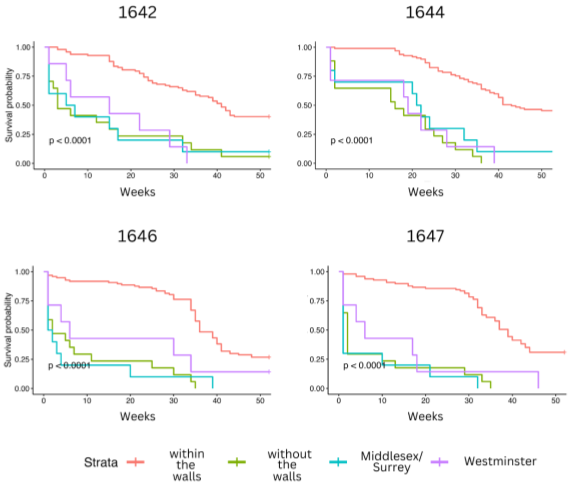 1642
1644
Survival probability
1.00
0.75
0.50
0.25
0.00
p < 0.0001
0 10 20 30 40 50
Weeks
1.00
0.75
0.50
0.25
0.00
p < 0.0001
0 10 20 30 40 50
Weeks
1646
1647
Survival probability
1.00
0.75
0.50
0.25
0.00
p < 0.0001
0 10 20 30 40 50
Weeks
1.00
0.75
0.50
0.25
0.00
p < 0.0001
0 10 20 30 40 50
Weeks
Strata
within
the
walls
without
the
walls
Middlesex/
Surrey
Westminster